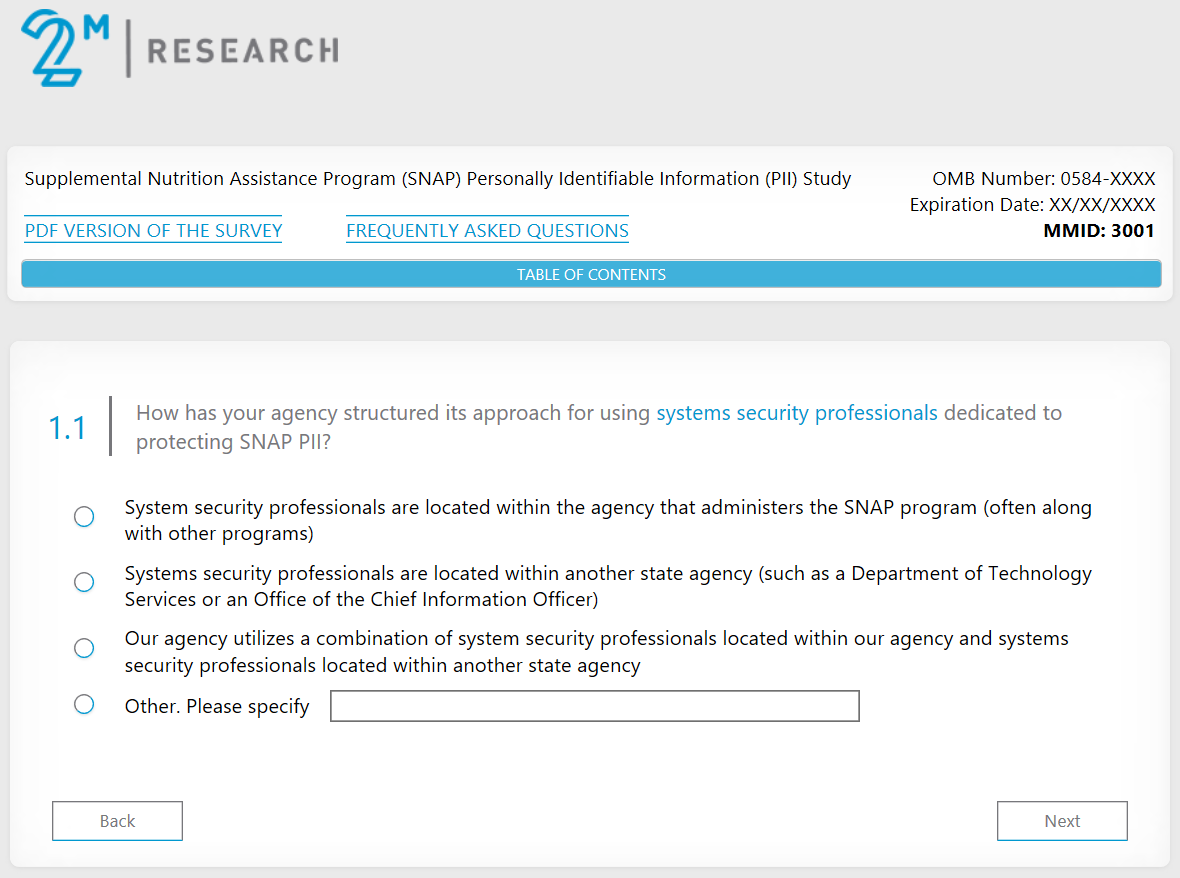 2M | RESEARCH
Supplemental Nutrition Assistance Program (SNAP) Personally Identifiable Information (PII) Study
OMB Number: 0584-XXXX
Expiration Date: XX/XX/XXXX
PDF VERSION OF THE SURVEY
FREQUENTLY ASKED QUESTIONS
MMID: 3001
TABLE OF CONTENTS
1.1
How has your agency structured its approach for using systems security professionals dedicated to
protecting SNAP PII?
System security professionals are located within the agency that administers the SNAP program (often along
with other programs)
Systems security professionals are located within another state agency (such as a Department of Technology
Services or an Office of the Chief Information Officer)
Our agency utilizes a combination of system security professionals located within our agency and systems
security professionals located within another state agency
Other. Please specify
Back
Next